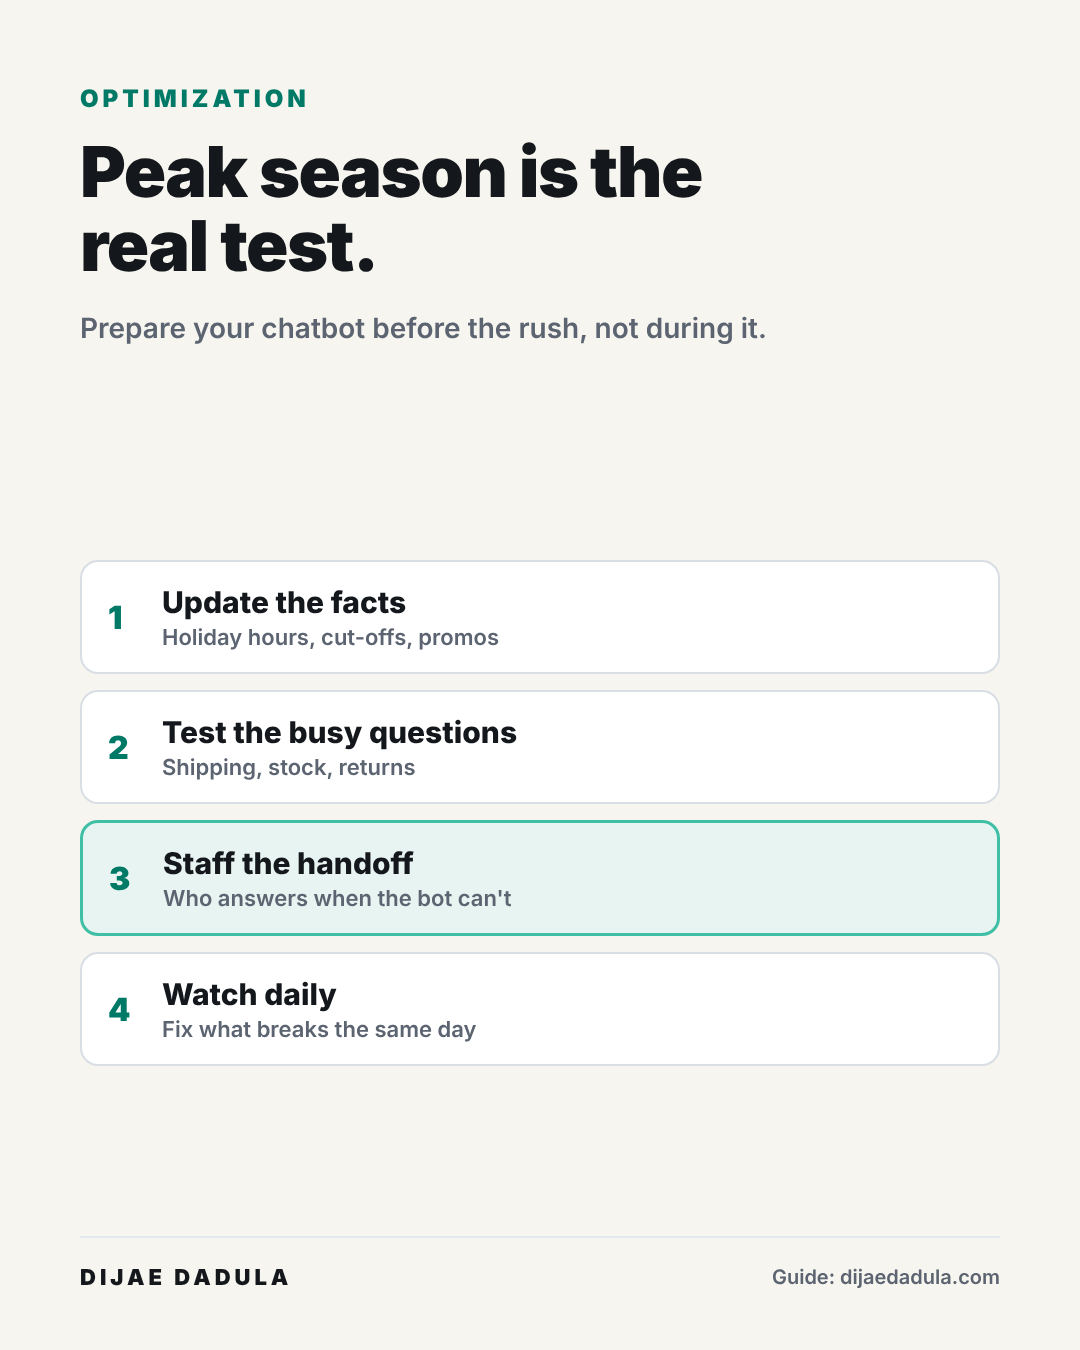 OPTIMIZATION
Peak season is the
real test.
Prepare your chatbot before the rush, not during it.
1
Update the facts
Holiday hours, cut-offs, promos
2
Test the busy questions
Shipping, stock, returns
3
Staff the handoff
Who answers when the bot can't
4
Watch daily
Fix what breaks the same day
DIJAE DADULA
Guide: dijaedadula.com